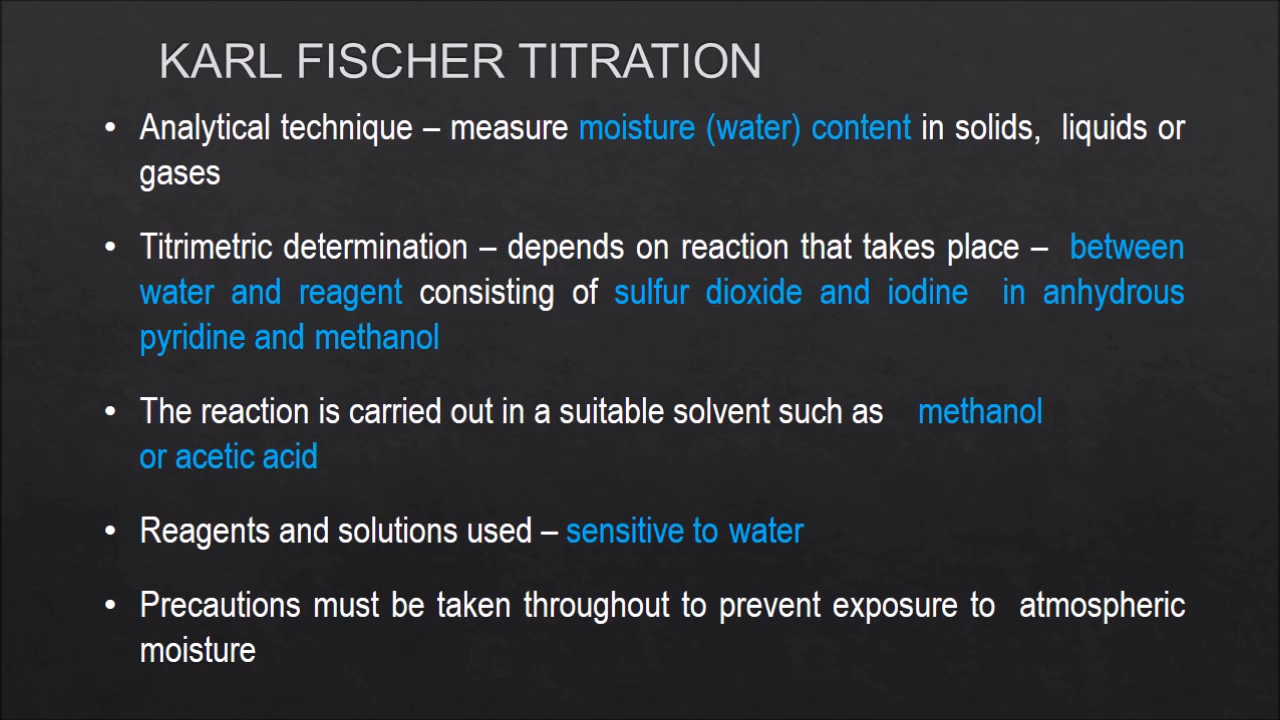 KARL FISCHER TITRATION
• Analytical technique – measure moisture (water) content in solids, liquids or
gases
• Titrimetric determination – depends on reaction that takes place – between
water and reagent consisting of sulfur dioxide and iodine in anhydrous
pyridine and methanol
• The reaction is carried out in a suitable solvent such as methanol
or acetic acid
• Reagents and solutions used – sensitive to water
• Precautions must be taken throughout to prevent exposure to atmospheric
moisture